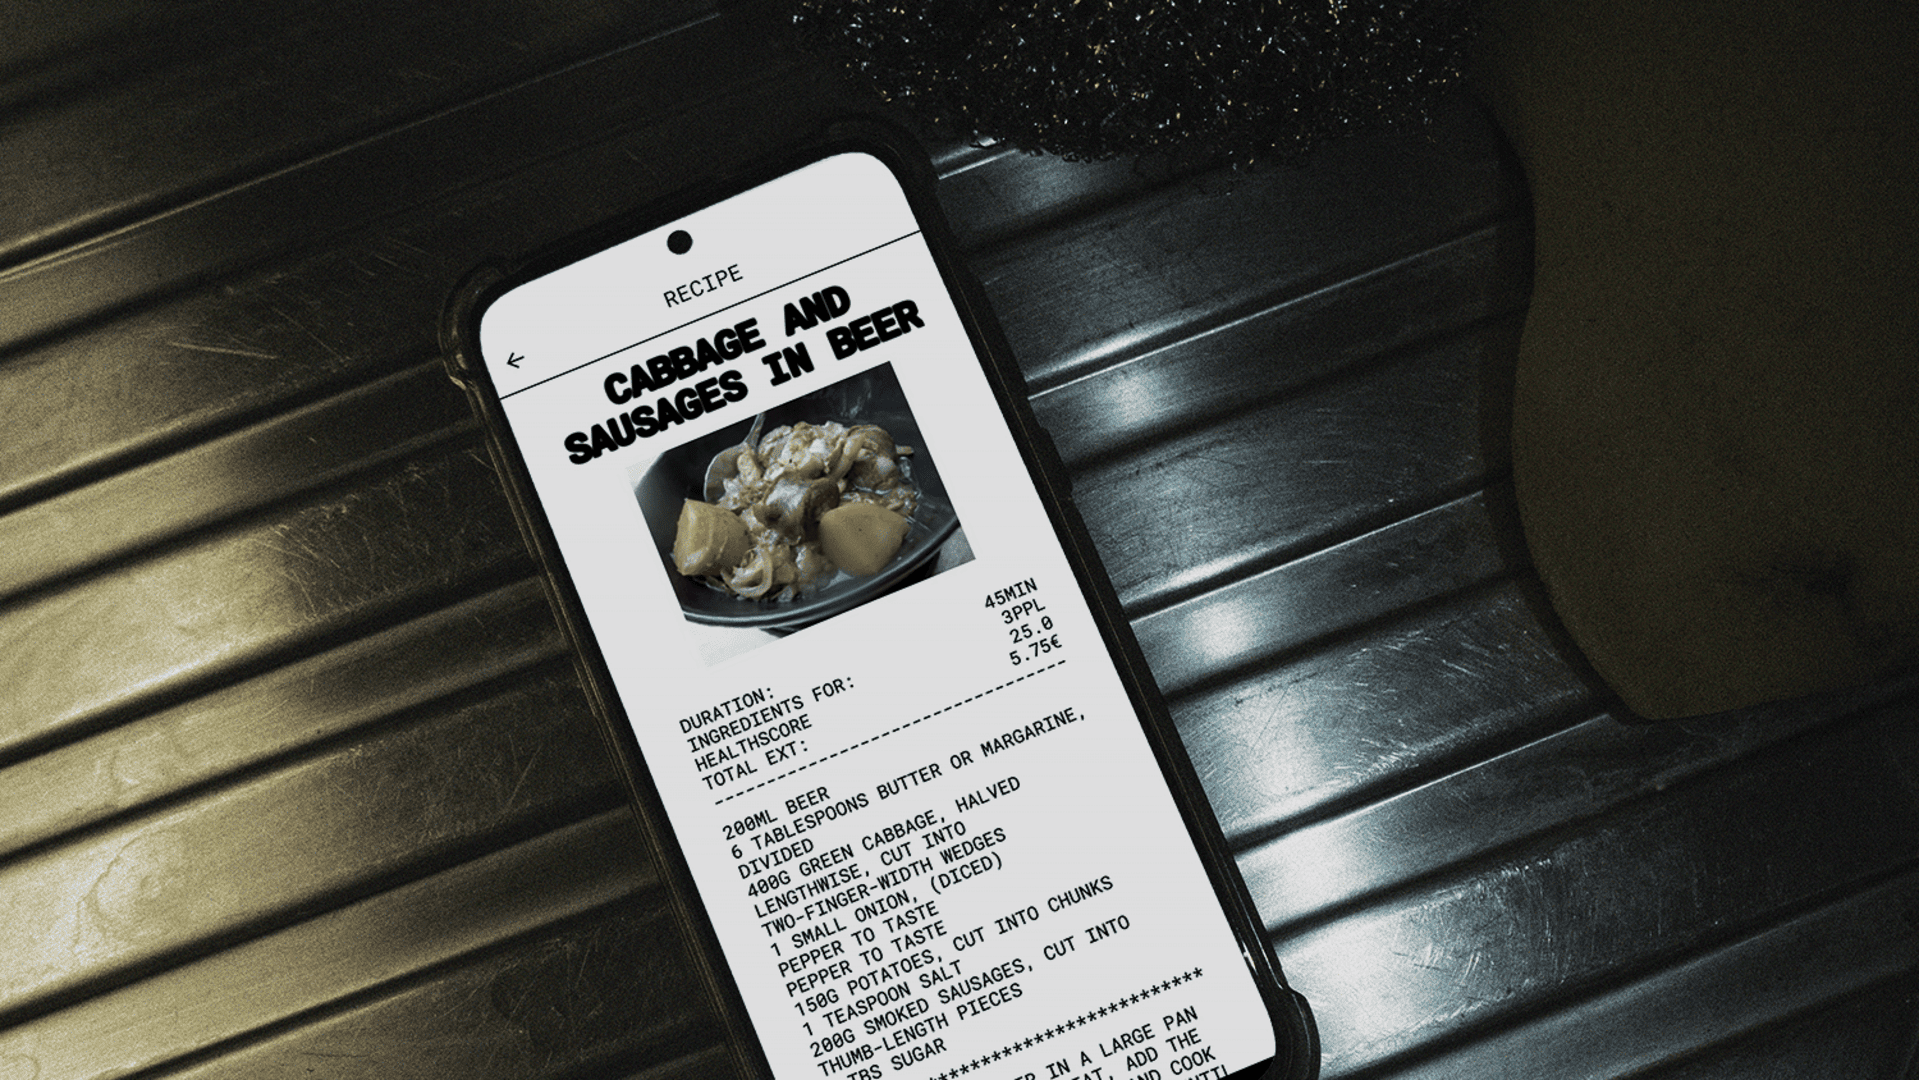 RECIPE
←
CABBAGE AND
SAUSAGES IN BEER
DURATION: 45MIN
INGREDIENTS FOR: 3PPL
HEALTHSCORE 25.0
TOTAL EXT: 5.75€
--------------------------------
200ML BEER
6 TABLESPOONS BUTTER OR MARGARINE,
DIVIDED
400G GREEN CABBAGE, HALVED
LENGTHWISE, CUT INTO
TWO-FINGER-WIDTH WEDGES
1 SMALL ONION, (DICED)
PEPPER TO TASTE
PEPPER TO TASTE
150G POTATOES, CUT INTO CHUNKS
1 TEASPOON SALT
200G SMOKED SAUSAGES, CUT INTO
THUMB-LENGTH PIECES
TBS SUGAR
********************************
IN A LARGE PAN
ADD THE
AND COOK